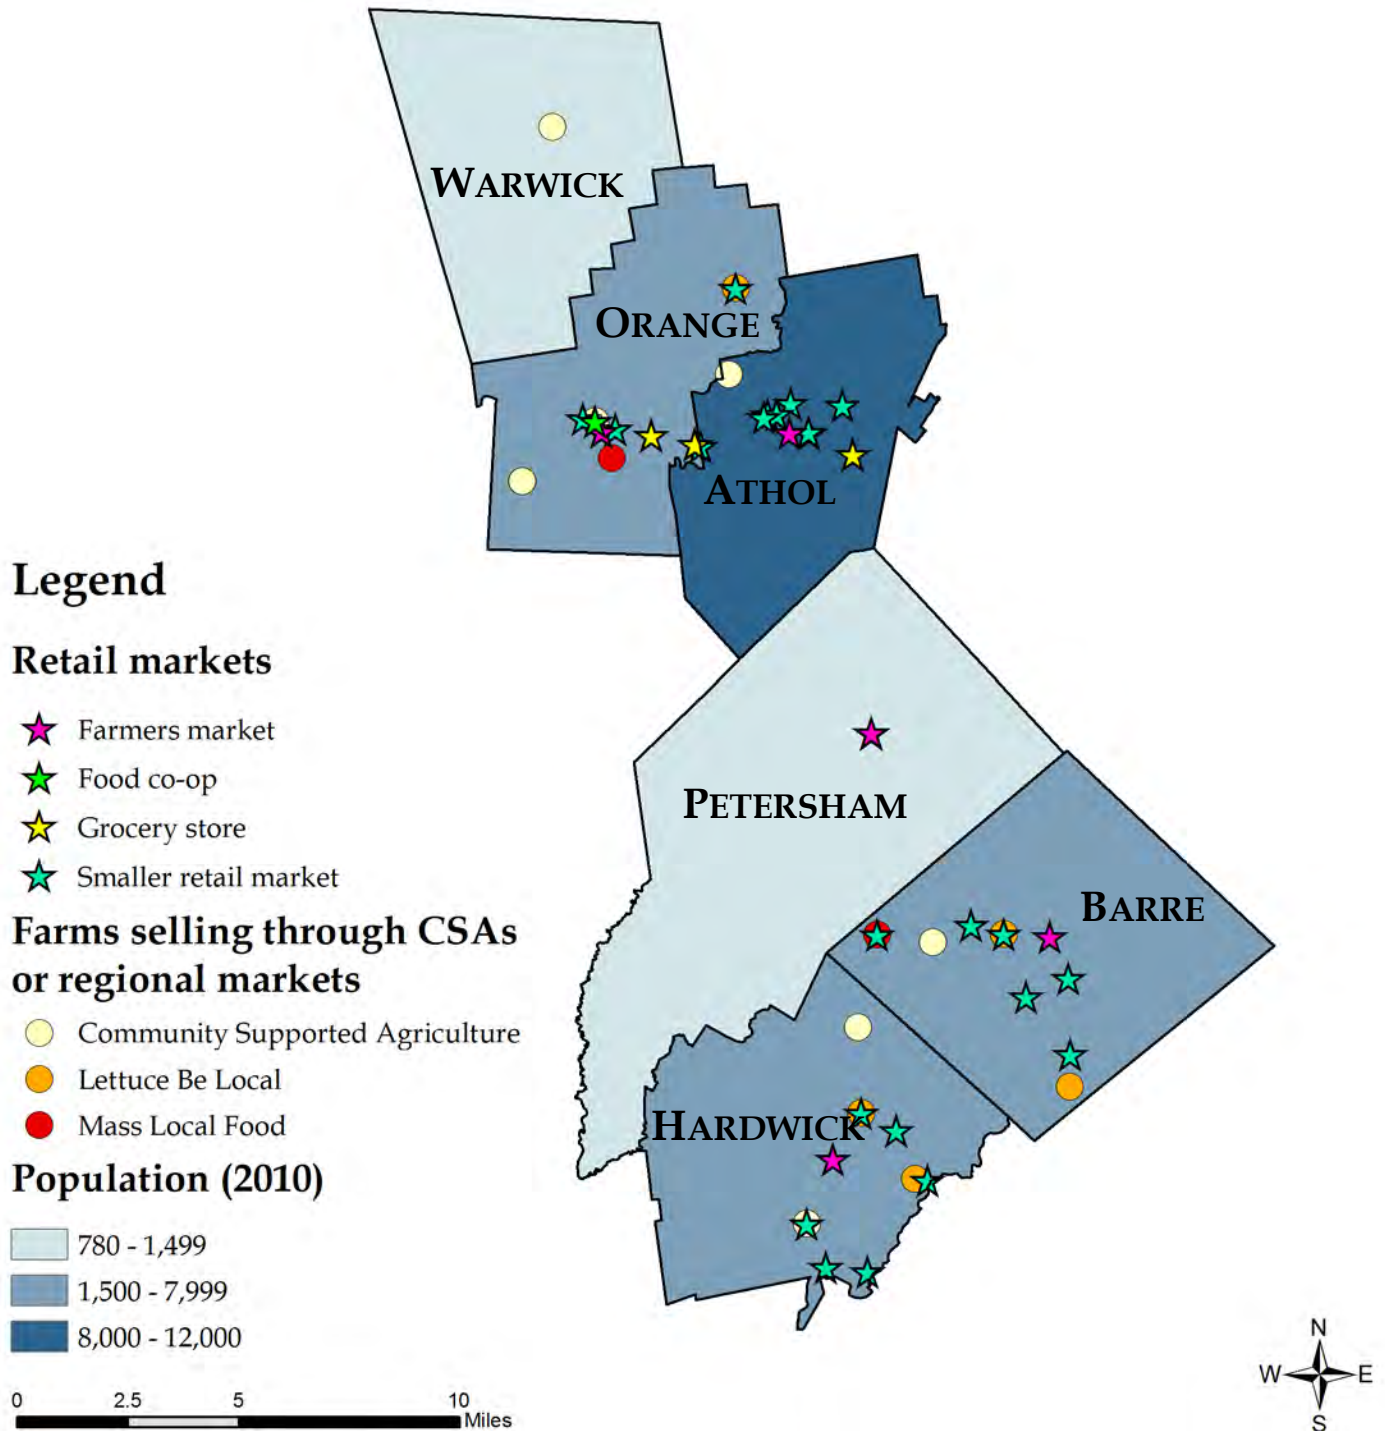 WARWICK
ORANGE
ATHOL
PETERSHAM
BARRE
HARDWICK
Legend
Retail markets
Farmers market
Food co-op
Grocery store
Smaller retail market
Farms selling through CSAs
or regional markets
Community Supported Agriculture
Lettuce Be Local
Mass Local Food
Population (2010)
780 - 1,499
1,500 - 7,999
8,000 - 12,000
0 2.5 5 10
Miles
N
W E
S